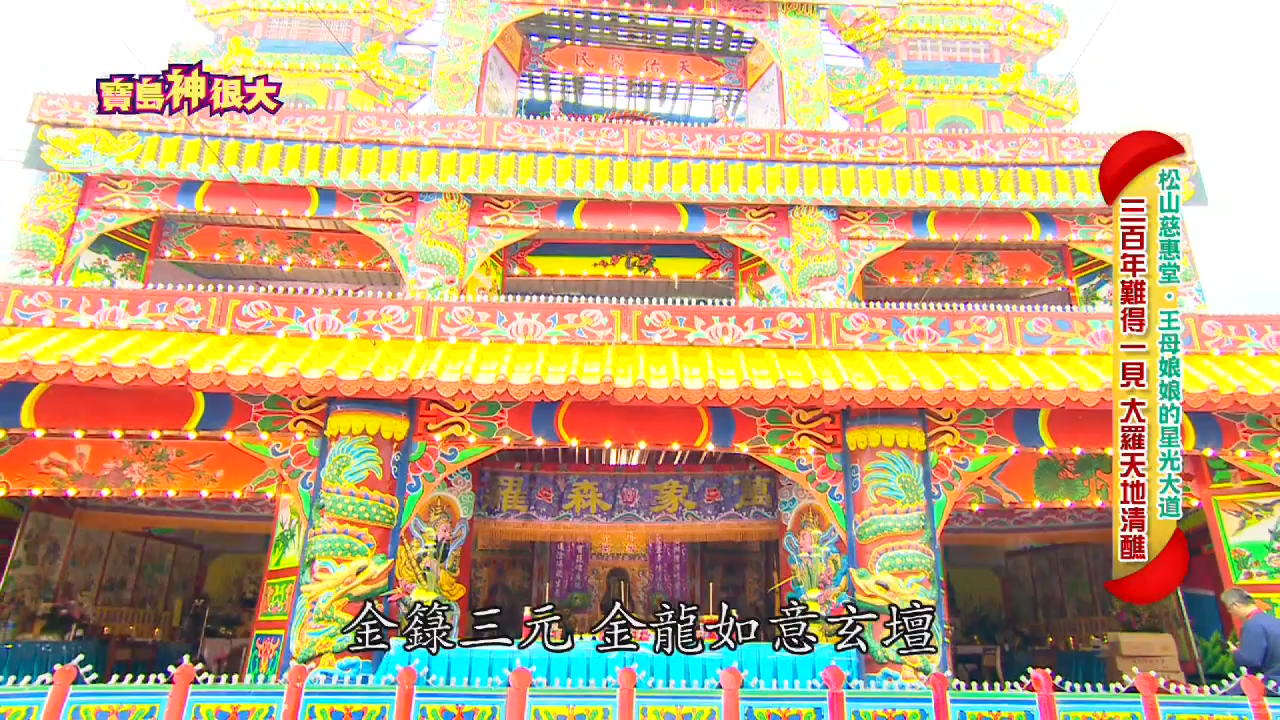 寶島神很大
天佑黎民
松山慈惠堂・王母娘娘的星光大道
三百年難得一見 大羅天地清醮
萬象森羅
金籙三元 金龍如意玄壇